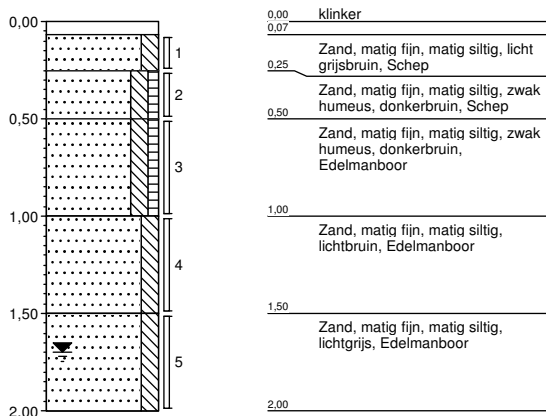 0,00
0,50
1,00
1,50
2,00
1
2
3
4
5
0,00 klinker
0,07
Zand, matig fijn, matig siltig, licht
grijsbruin, Schep
0,25
Zand, matig fijn, matig siltig, zwak
humeus, donkerbruin, Schep
0,50
Zand, matig fijn, matig siltig, zwak
humeus, donkerbruin,
Edelmanboor
1,00
Zand, matig fijn, matig siltig,
lichtbruin, Edelmanboor
1,50
Zand, matig fijn, matig siltig,
lichtgrijs, Edelmanboor
2,00